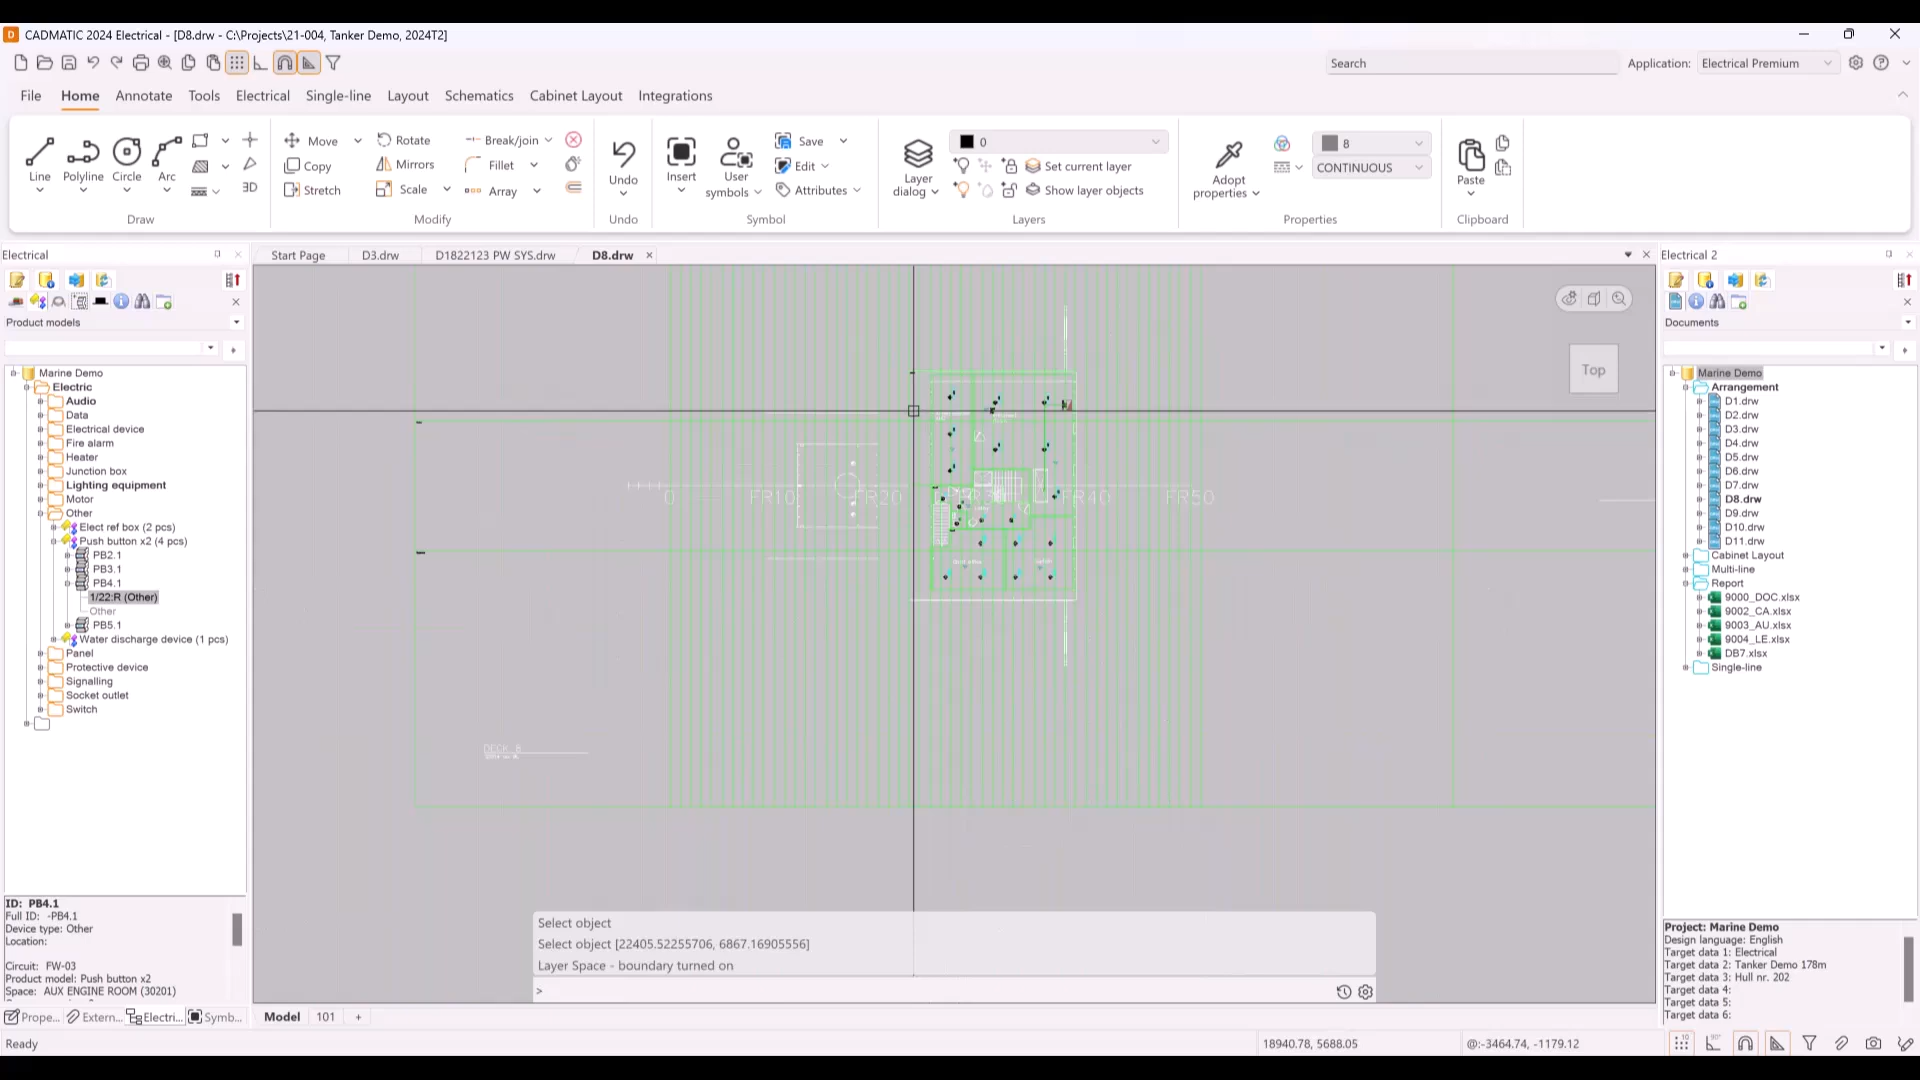 CADMATIC 2024 Electrical - [D8.drw - C:\Projects\21-004, Tanker Demo, 2024T2]
Search
Application: Electrical Premium
File Home Annotate Tools Electrical Single-line Layout Schematics Cabinet Layout Integrations
Line
Polyline
Circle
Arc
3D
Draw
Move
Rotate
Break/join
Copy
Mirrors
Fillet
Stretch
Scale
Array
Modify
Undo
Undo
Insert
User symbols
Save
Edit
Attributes
Symbol
Layer dialog
0
Set current layer
Show layer objects
Layers
Adopt properties
8
CONTINUOUS
Properties
Paste
Clipboard
Electrical
Product models
Marine Demo
Electric
Audio
Data
Electrical device
Fire alarm
Heater
Junction box
Lighting equipment
Motor
Other
Elect ref box (2 pcs)
Push button x2 (4 pcs)
PB2.1
PB3.1
PB4.1
1/22:R (Other)
Other
PB5.1
Water discharge device (1 pcs)
Panel
Protective device
Signalling
Socket outlet
Switch
ID: PB4.1
Full ID: -PB4.1
Device type: Other
Location:
Circuit: FW-03
Product model: Push button x2
Space: AUX ENGINE ROOM (30201)
Prope... Extern... Electri... Symb...
Start Page D3.drw D1822123 PW SYS.drw D8.drw
Top
0 FR10 FR20 FR40 FR50
DECK 8
Select object
Select object [22405.52255706, 6867.16905556]
Layer Space - boundary turned on
>
Model 101 +
Electrical 2
Documents
Marine Demo
Arrangement
D1.drw
D2.drw
D3.drw
D4.drw
D5.drw
D6.drw
D7.drw
D8.drw
D9.drw
D10.drw
D11.drw
Cabinet Layout
Multi-line
Report
9000_DOC.xlsx
9002_CA.xlsx
9003_AU.xlsx
9004_LE.xlsx
DB7.xlsx
Single-line
Project: Marine Demo
Design language: English
Target data 1: Electrical
Target data 2: Tanker Demo 178m
Target data 3: Hull nr. 202
Target data 4:
Target data 5:
Target data 6:
Ready
18940.78, 5688.05
@:-3464.74, -1179.12